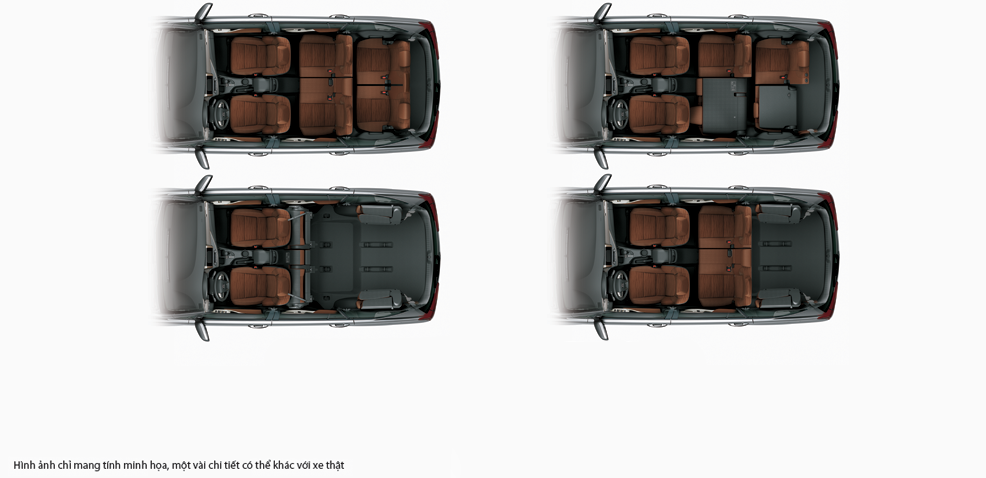 Hình ảnh chỉ mang tính minh họa, một vài chi tiết có thể khác với xe thật